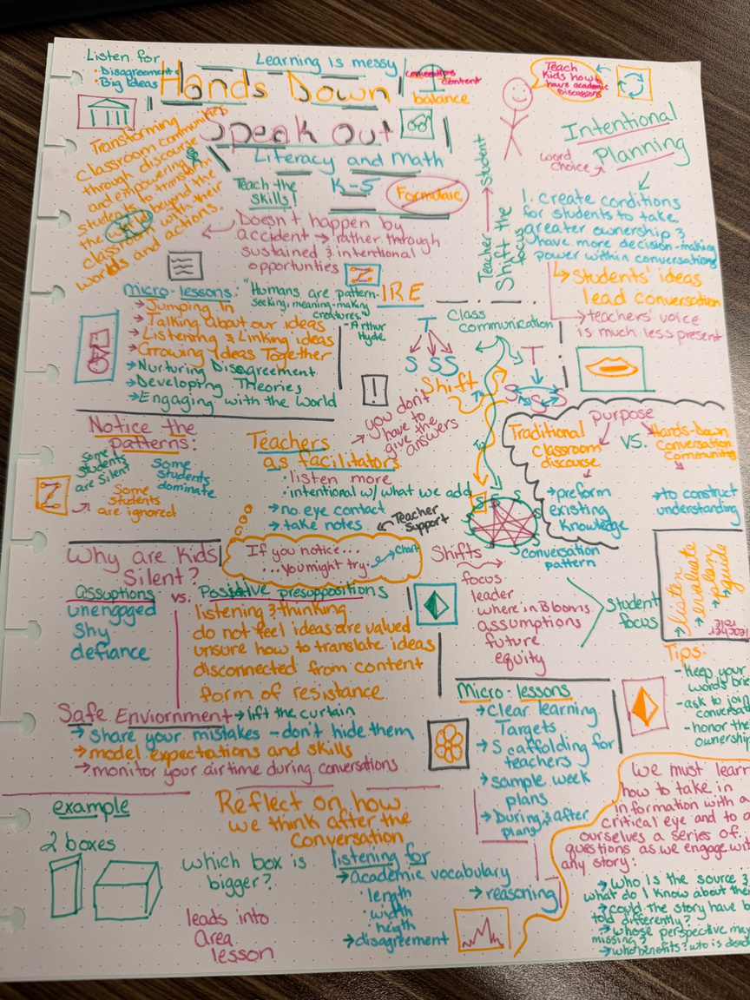 Listen for
· Disagreements
· Big Ideas
Learning is messy
Hands Down
Speak Out
Literacy and Math
K-5
conversations
content
balance
Teach
kids how to
have academic
discussions
Transforming
classroom communities
through discourse
and empowering
students to transform
the world beyond the
classroom with their
words and actions.
Teach the
skills!
Formulaic
Doesn't happen by
accident → rather through
sustained & intentional
opportunties
Teacher → student
Shift the
focus
Intentional
Planning
word
choice
1. create conditions
for students to take
greater ownership &
have more decision-making
power within conversations
→ Students' ideas
lead conversation
→ teachers' voice
is much less present
micro-lessons:
→ Jumping In
→ Talking about our ideas
→ Listening & Linking ideas
→ Growing Ideas Together
→ Nurturing Disagreement
→ Developing Theories
→ Engaging with the World
"Humans are pattern-
seeking, meaning-making
creatures."
- Arthur
Hyde
IRE
T
S S S
Class
communication
T
S S S
Shift
you don't
have to
give the
answers
Notice the
patterns:
Some
students
are silent
Some
students
dominate
Some
students
are ignored
Teachers
as facilitators
· listen more
· intentional w/ what we add
→ no eye contact
→ take notes
Teacher
support
purpose
Traditional
classroom
discourse
VS.
Hands-Down
Conversation
Community
→ preform
existing
knowledge
→ to construct
understanding
conversation
pattern
If you notice...
...you might try.
→ chart
Why are kids
silent?
assuptions
unengaged
shy
defiance
vs.
Positive presuppositions
listening & thinking
do not feel ideas are valued
unsure how to translate ideas
disconnected from content
form of resistance
Shifts
focus
leader
where in Blooms
assumptions
future
equity
student
focus
listen
evaluate
plan
guide
teacher
role
Tips:
- Keep your
words brie
- ask to joi
conversat
- honor the
ownershi
Safe Enviornment → lift the curtain
→ share your mistakes - don't hide them
→ model expectations and skills
→ monitor your airtime during conversations
Micro-lessons
→ clear learning
Targets
→ Scaffolding for
teachers
→ sample week
plans
→ During & after
plans
example
2 boxes
which box is
bigger?
leads into
area
lesson
Reflect on how
we think after the
conversation
listening for
→ academic vocabulary
· length
· width
· heigth
→ disagreement
→ reasoning
We must learn
how to take in
information with a
critical eye and to a
ourselves a series of
questions as we engage wit
any story:
→ who is the source &
what do I know about the
→ could the story have b
told differently?
→ whose perspective may
missing?
→ who benefits? who is